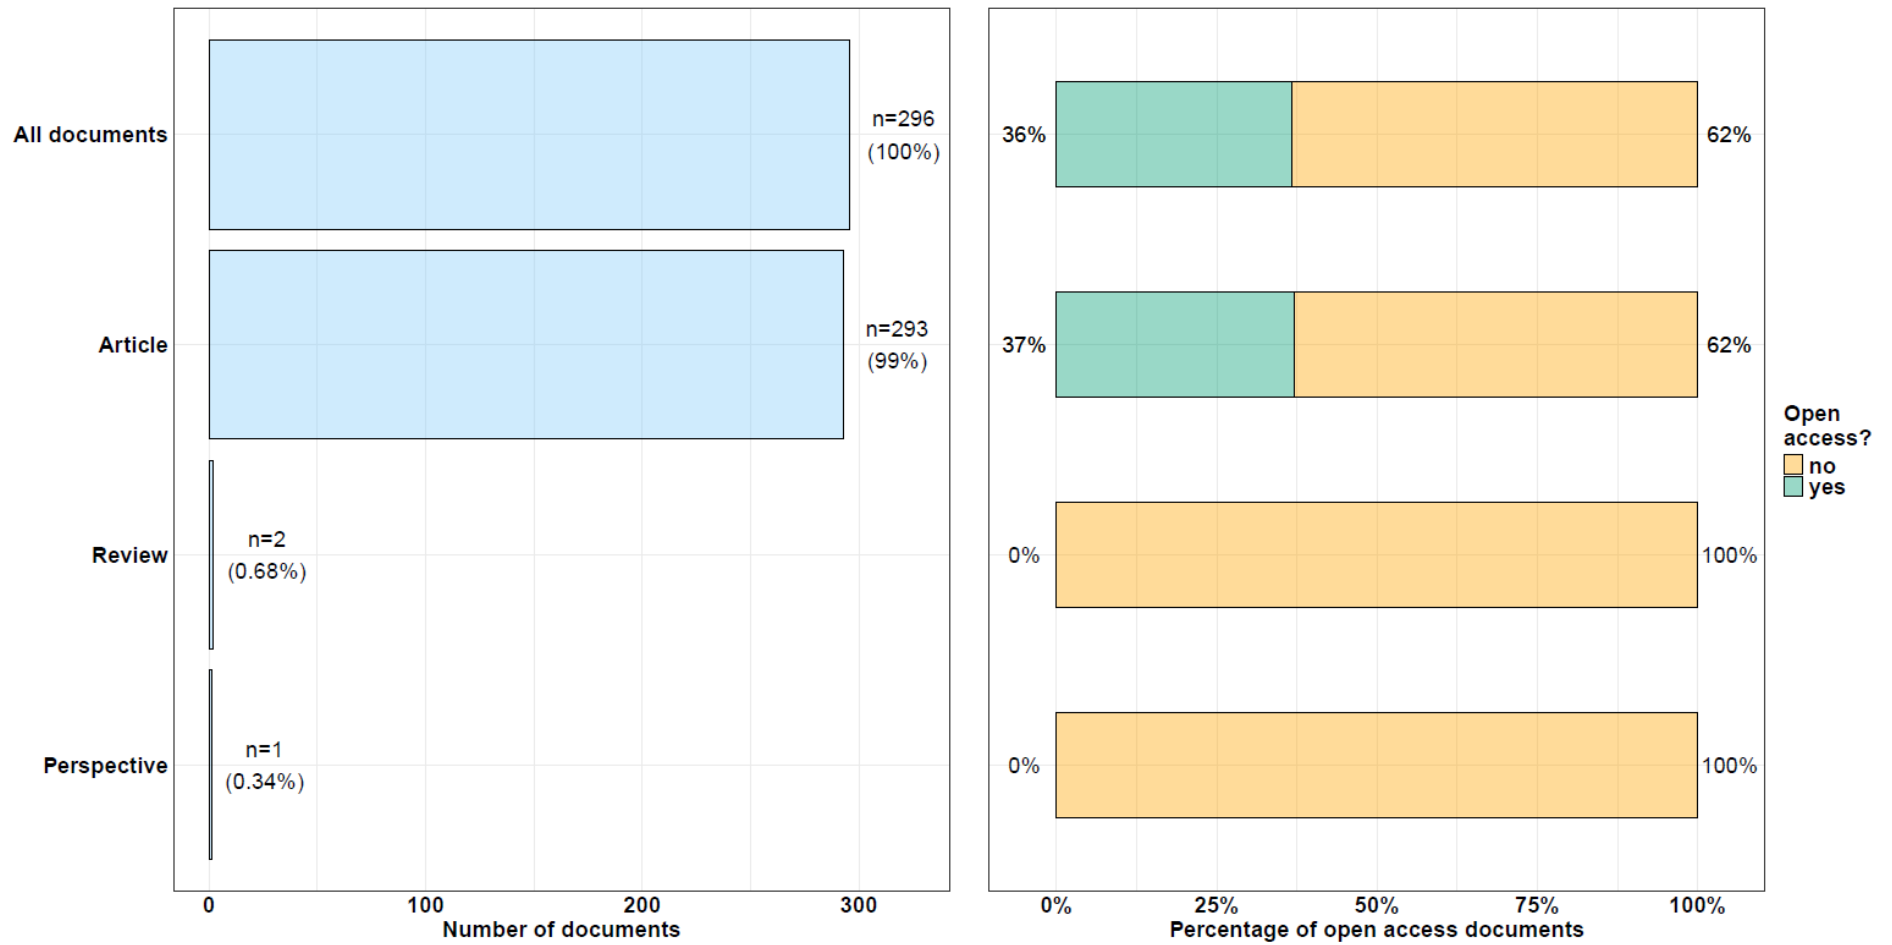 All documents
Article
Review
Perspective
n=296
(100%)
n=293
(99%)
n=2
(0.68%)
n=1
(0.34%)
0 100 200 300
Number of documents
36% 62%
37% 62%
0% 100%
0% 100%
0% 25% 50% 75% 100%
Percentage of open access documents
Open
access?
no
yes